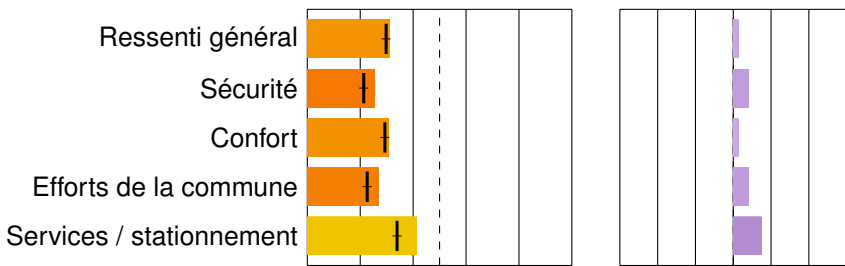 Ressenti général
Sécurité
Confort
Efforts de la commune
Services / stationnement